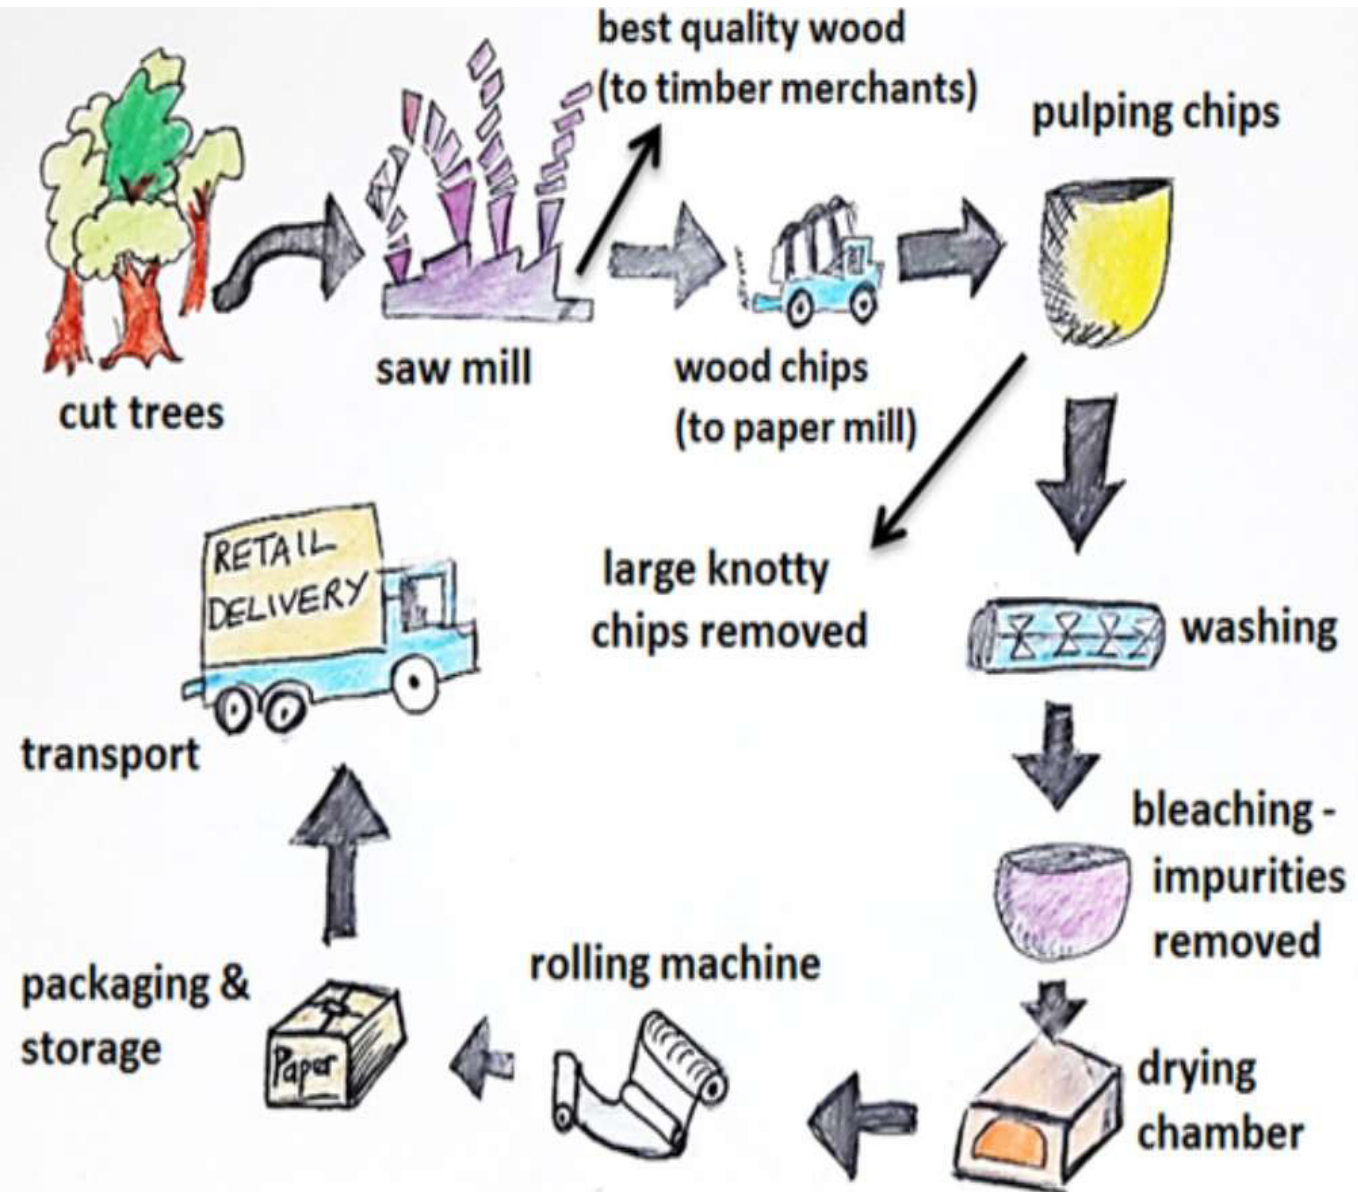 best quality wood
(to timber merchants)
pulping chips
saw mill
wood chips
(to paper mill)
cut trees
large knotty
chips removed
washing
RETAIL
DELIVERY
transport
bleaching -
impurities
removed
rolling machine
packaging &
storage
Paper
drying
chamber